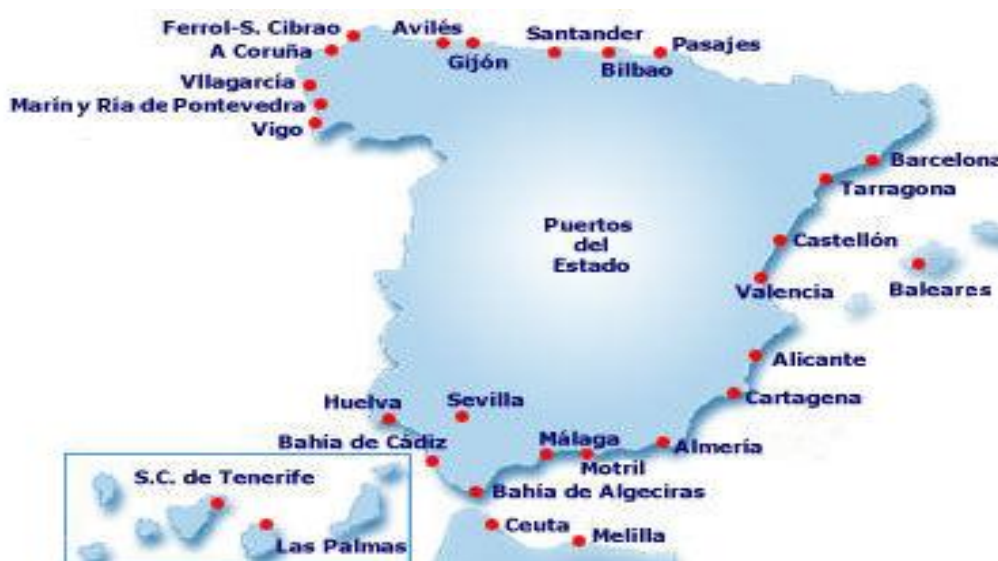 Ferrol-S. Cibrao
A Coruña
VIlagarcía
Marín y Ría de Pontevedra
Vigo
Avilés
Gijón
Santander
Bilbao
Pasajes
Barcelona
Tarragona
Castellón
Valencia
Baleares
Puertos
del
Estado
Alicante
Cartagena
Almería
Motril
Málaga
Sevilla
Huelva
Bahía de Cádiz
Bahía de Algeciras
Ceuta
Melilla
S.C. de Tenerife
Las Palmas